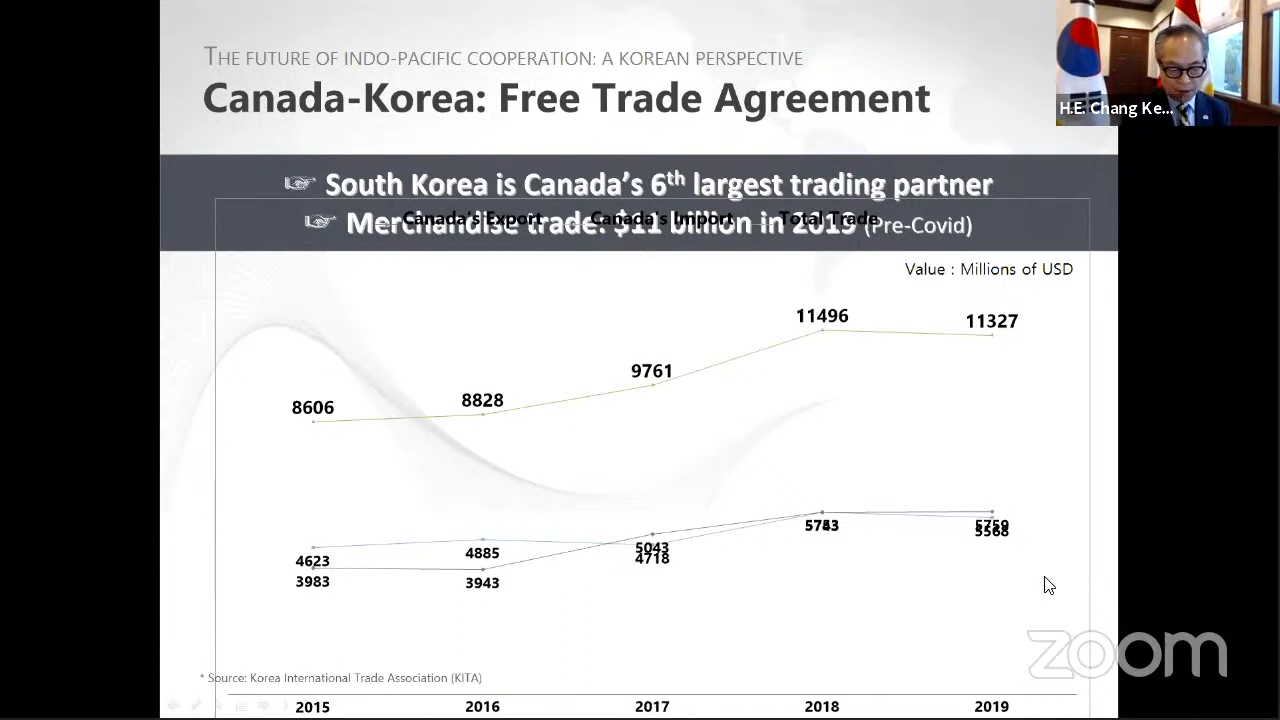 THE FUTURE OF INDO-PACIFIC COOPERATION: A KOREAN PERSPECTIVE
Canada-Korea: Free Trade Agreement
H.E. Chang Ke...
☞ South Korea is Canada's 6th largest trading partner
Canada's Export Canada's Import Total Trade
☞ Merchandise trade: $11 billion in 2019 (Pre-Covid)
Value : Millions of USD
11496
11327
9761
8828
8606
4623
4885
5043
4718
5759
5568
3983
3943
zoom
* Source: Korea International Trade Association (KITA)
2015 2016 2017 2018 2019